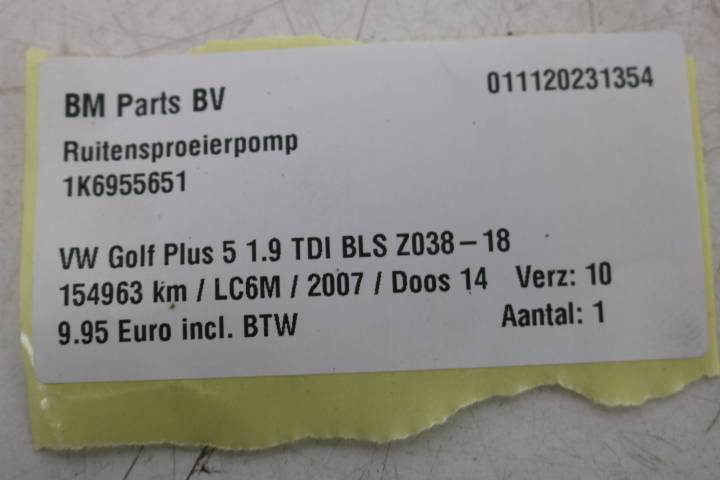 BM Parts BV 011120231354
Ruitensproeierpomp
1K6955651
VW Golf Plus 5 1.9 TDI BLS Z038-18
154963 km / LC6M / 2007 / Doos 14 Verz: 10
9.95 Euro incl. BTW Aantal: 1